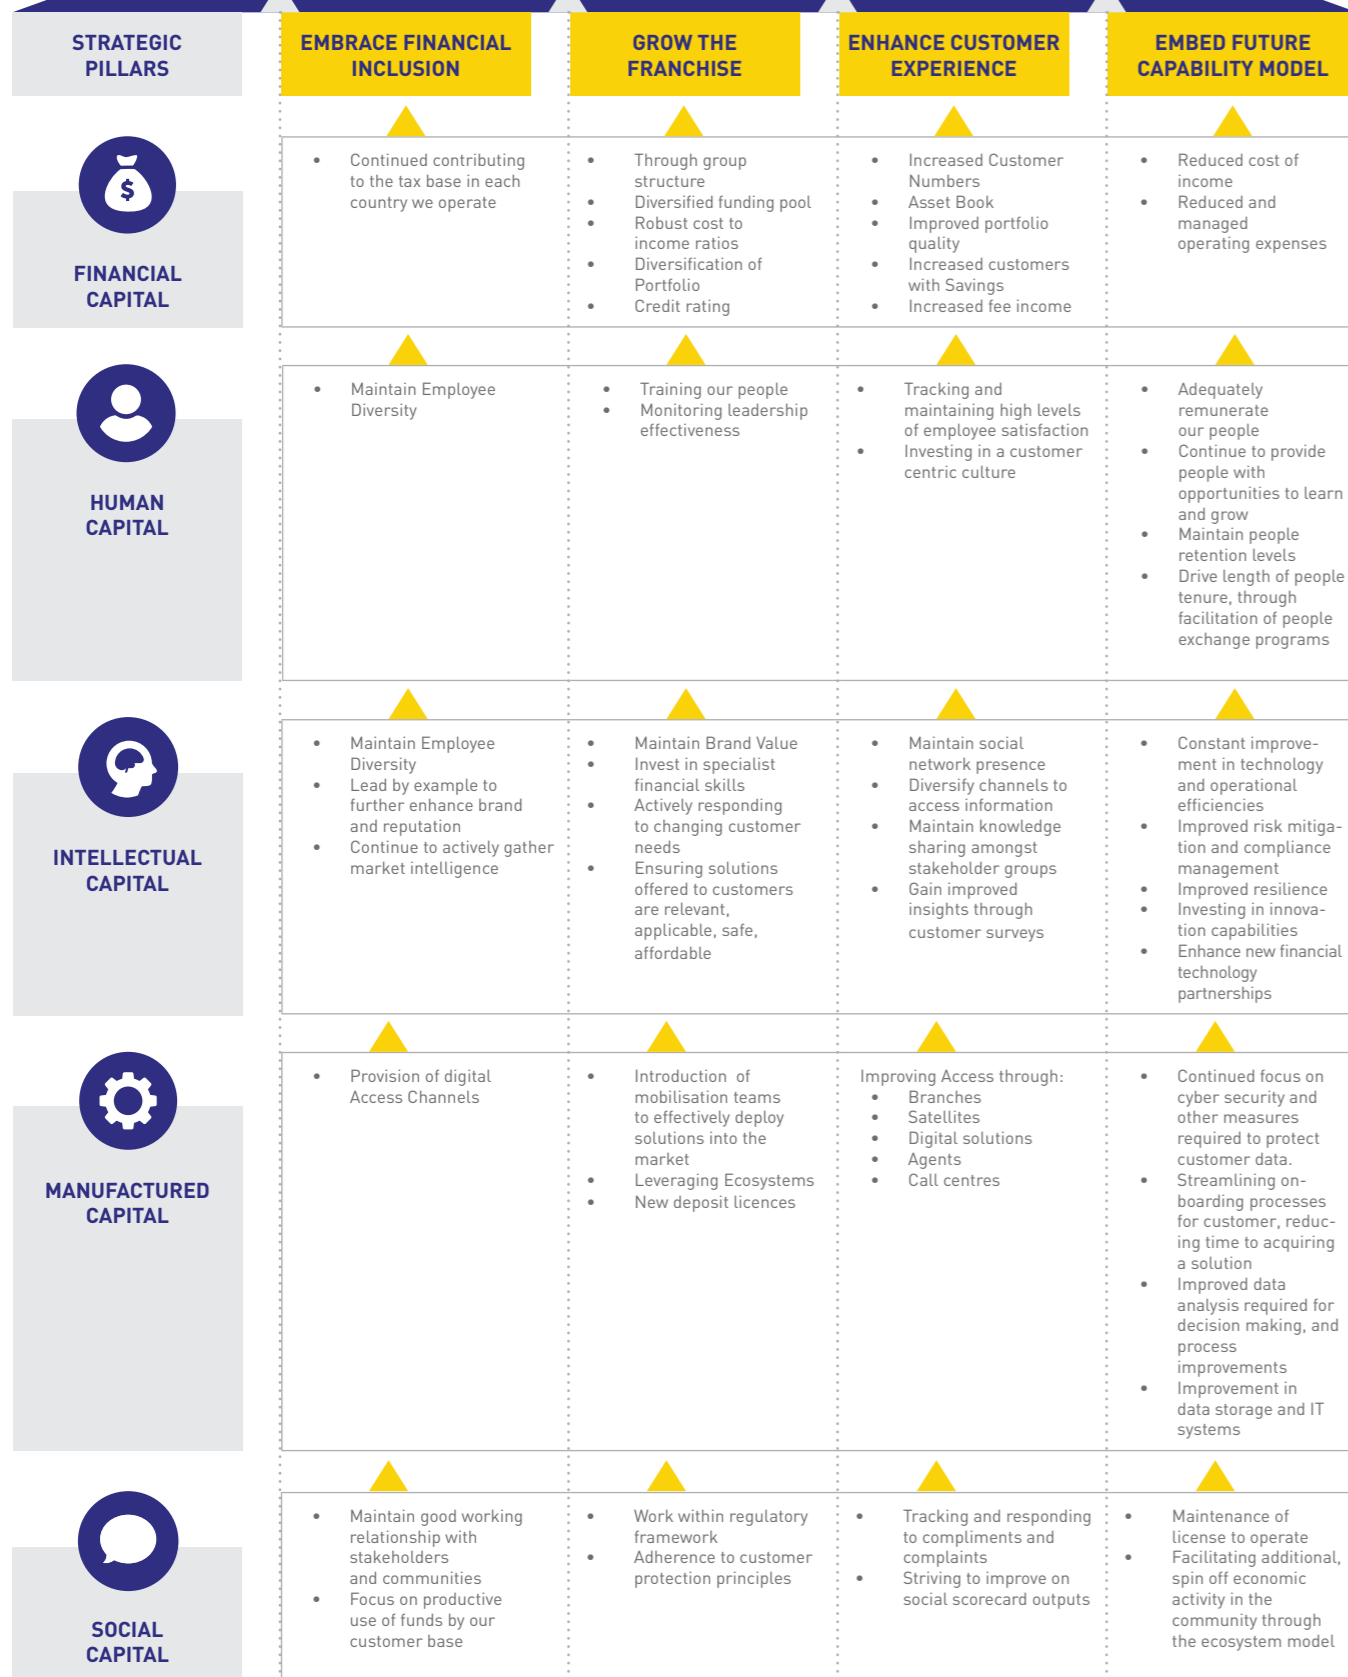 STRATEGIC
PILLARS
EMBRACE FINANCIAL
INCLUSION
GROW THE
FRANCHISE
ENHANCE CUSTOMER
EXPERIENCE
EMBED FUTURE
CAPABILITY MODEL
$
FINANCIAL
CAPITAL
• Continued contributing
to the tax base in each
country we operate
• Through group
structure
• Diversified funding pool
• Robust cost to
income ratios
• Diversification of
Portfolio
• Credit rating
• Increased Customer
Numbers
• Asset Book
• Improved portfolio
quality
• Increased customers
with Savings
• Increased fee income
• Reduced cost of
income
• Reduced and
managed
operating expenses
HUMAN
CAPITAL
• Maintain Employee
Diversity
• Training our people
• Monitoring leadership
effectiveness
• Tracking and
maintaining high levels
of employee satisfaction
• Investing in a customer
centric culture
• Adequately
remunerate
our people
• Continue to provide
people with
opportunities to learn
and grow
• Maintain people
retention levels
• Drive length of people
tenure, through
facilitation of people
exchange programs
INTELLECTUAL
CAPITAL
• Maintain Employee
Diversity
• Lead by example to
further enhance brand
and reputation
• Continue to actively gather
market intelligence
• Maintain Brand Value
• Invest in specialist
financial skills
• Actively responding
to changing customer
needs
• Ensuring solutions
offered to customers
are relevant,
applicable, safe,
affordable
• Maintain social
network presence
• Diversify channels to
access information
• Maintain knowledge
sharing amongst
stakeholder groups
• Gain improved
insights through
customer surveys
• Constant improve-
ment in technology
and operational
efficiencies
• Improved risk mitiga-
tion and compliance
management
• Improved resilience
• Investing in innova-
tion capabilities
• Enhance new financial
technology
partnerships
MANUFACTURED
CAPITAL
• Provision of digital
Access Channels
• Introduction of
mobilisation teams
to effectively deploy
solutions into the
market
• Leveraging Ecosystems
• New deposit licences
Improving Access through:
• Branches
• Satellites
• Digital solutions
• Agents
• Call centres
• Continued focus on
cyber security and
other measures
required to protect
customer data.
• Streamlining on-
boarding processes
for customer, reduc-
ing time to acquiring
a solution
• Improved data
analysis required for
decision making, and
process
improvements
• Improvement in
data storage and IT
systems
SOCIAL
CAPITAL
• Maintain good working
relationship with
stakeholders
and communities
• Focus on productive
use of funds by our
customer base
• Work within regulatory
framework
• Adherence to customer
protection principles
• Tracking and responding
to compliments and
complaints
• Striving to improve on
social scorecard outputs
• Maintenance of
license to operate
• Facilitating additional,
spin off economic
activity in the
community through
the ecosystem model